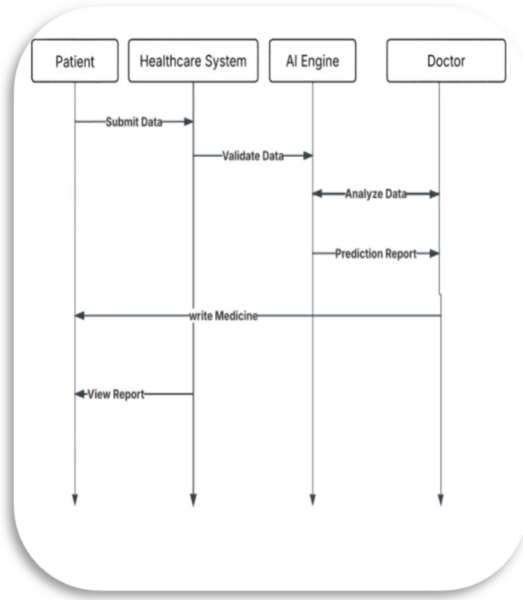 Patient
Healthcare System
AI Engine
Doctor
Submit Data
Validate Data
Analyze Data
Prediction Report
write Medicine
View Report